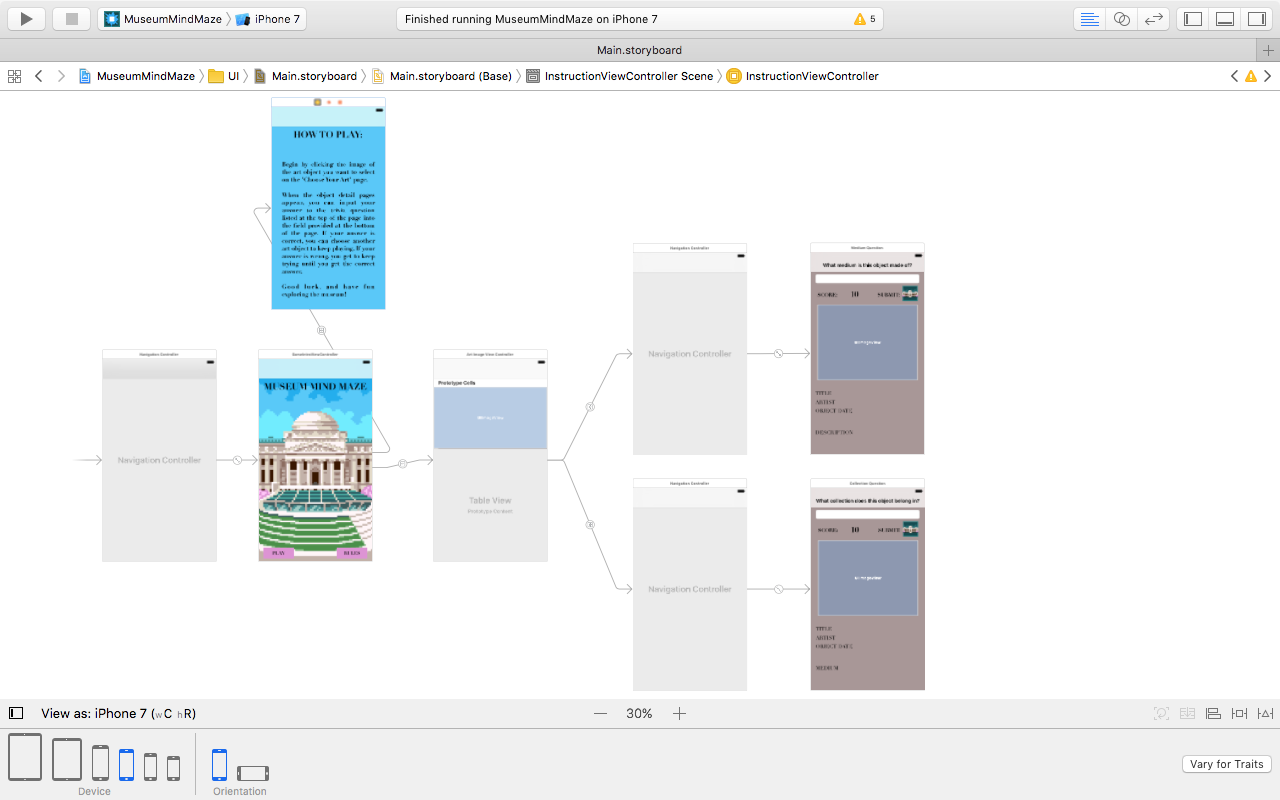 MuseumMindMaze
iPhone 7
Finished running MuseumMindMaze on iPhone 7
5
Main.storyboard
MuseumMindMaze
UI
Main.storyboard
Main.storyboard (Base)
InstructionViewController Scene
InstructionViewController
HOW TO PLAY:
Begin by clicking the image of
the art object you want to select
on the "Choose Your Art" page.
When the object detail pages
appear, you can input your
answer to the trivia question
listed at the top of the page into
the field provided at the bottom
of the page. If your answer is
correct, you can choose another
art object to keep playing. If your
answer is wrong, you get to keep
trying until you get the correct
answer.
Good luck, and have fun
exploring the museum!
Navigation Controller
Navigation Controller
MUSEUM MIND MAZE
PLAY
RULES
Art Image View Controller
Prototype Cells
Table View
Prototype Content
Navigation Controller
Navigation Controller
Medium Question
What medium is this object made of?
SCORE:
10
SUBMIT:
TITLE
ARTIST
OBJECT DATE
DESCRIPTION
Navigation Controller
Navigation Controller
Collection Question
What collection does this object belong in?
SCORE:
10
SUBMIT:
TITLE
ARTIST
OBJECT DATE
MEDIUM
View as: iPhone 7 (wC hR)
30%
Device
Orientation
Vary for Traits